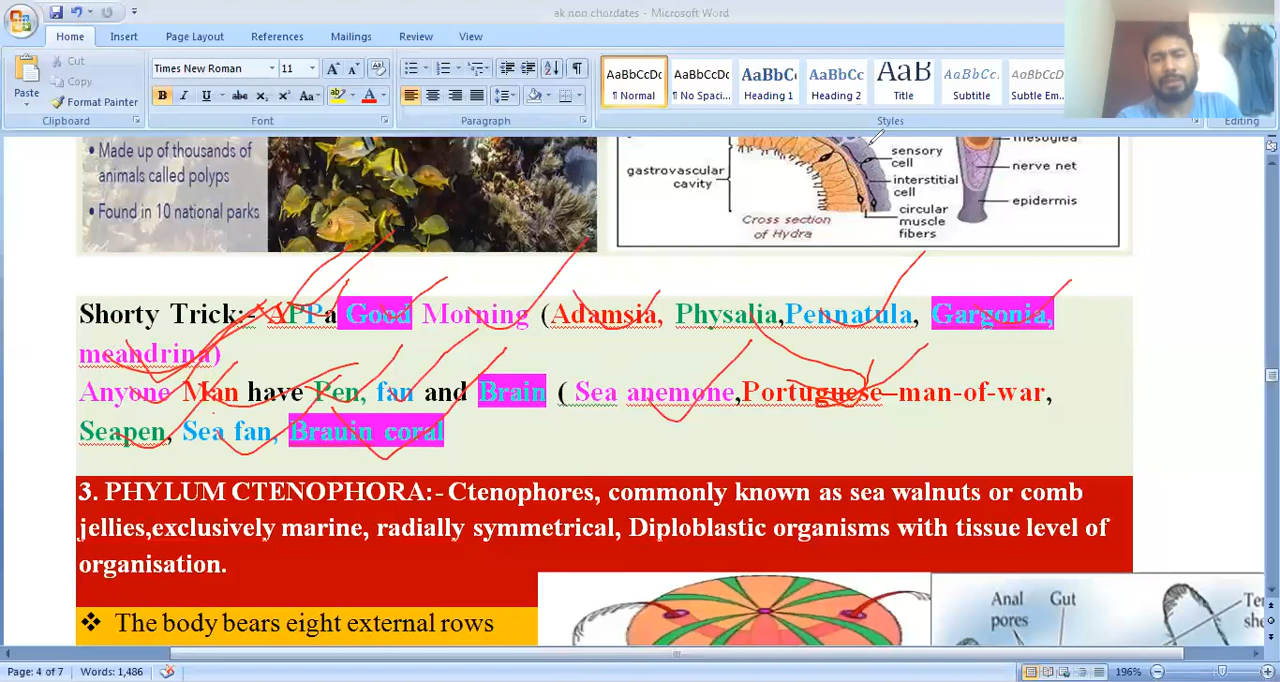 ak non chordates - Microsoft Word
Home Insert Page Layout References Mailings Review View
Paste
Cut
Copy
Format Painter
Clipboard
Times New Roman 11
Font
Paragraph
AaBbCcDc AaBbCcDc AaBbCc AaBbCc AaB AaBbCc AaBbCcDc
¶ Normal ¶ No Spaci... Heading 1 Heading 2 Title Subtitle Subtle Em...
Styles
Editing
• Made up of thousands of
animals called polyps
• Found in 10 national parks
gastrovascular
cavity
sensory
cell
interstitial
cell
circular
muscle
fibers
Cross section
of Hydra
mesoglea
nerve net
epidermis
Shorty Trick:- APPa Good Morning (Adamsia, Physalia,Pennatula, Gargonia,
meandrina)
Anyone Man have Pen, fan and Brain ( Sea anemone,Portuguese–man-of-war,
Seapen, Sea fan, Brauin coral
3. PHYLUM CTENOPHORA:- Ctenophores, commonly known as sea walnuts or comb
jellies,exclusively marine, radially symmetrical, Diploblastic organisms with tissue level of
organisation.
❖ The body bears eight external rows
Anal
pores
Gut
Page: 4 of 7 Words: 1,486 196%